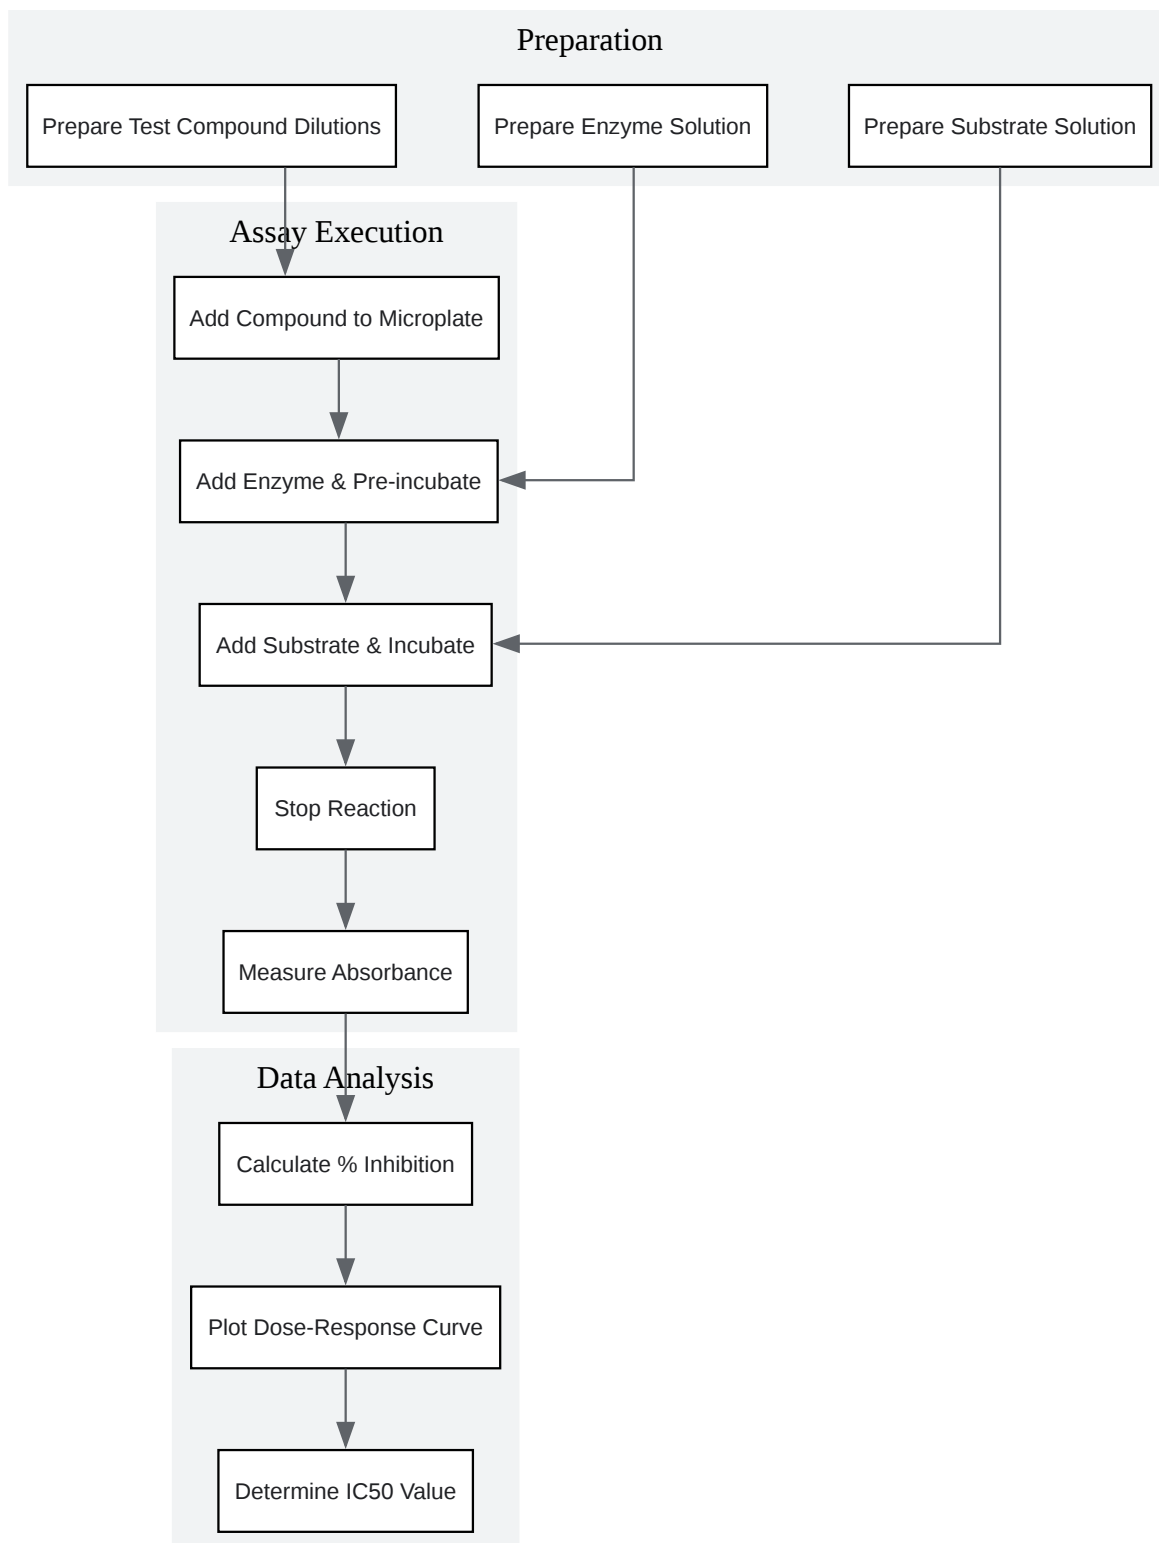 Preparation
Prepare Test Compound Dilutions
Prepare Enzyme Solution
Prepare Substrate Solution
Assay Execution
Add Compound to Microplate
Add Enzyme & Pre-incubate
Add Substrate & Incubate
Stop Reaction
Measure Absorbance
Data Analysis
Calculate % Inhibition
Plot Dose-Response Curve
Determine IC50 Value